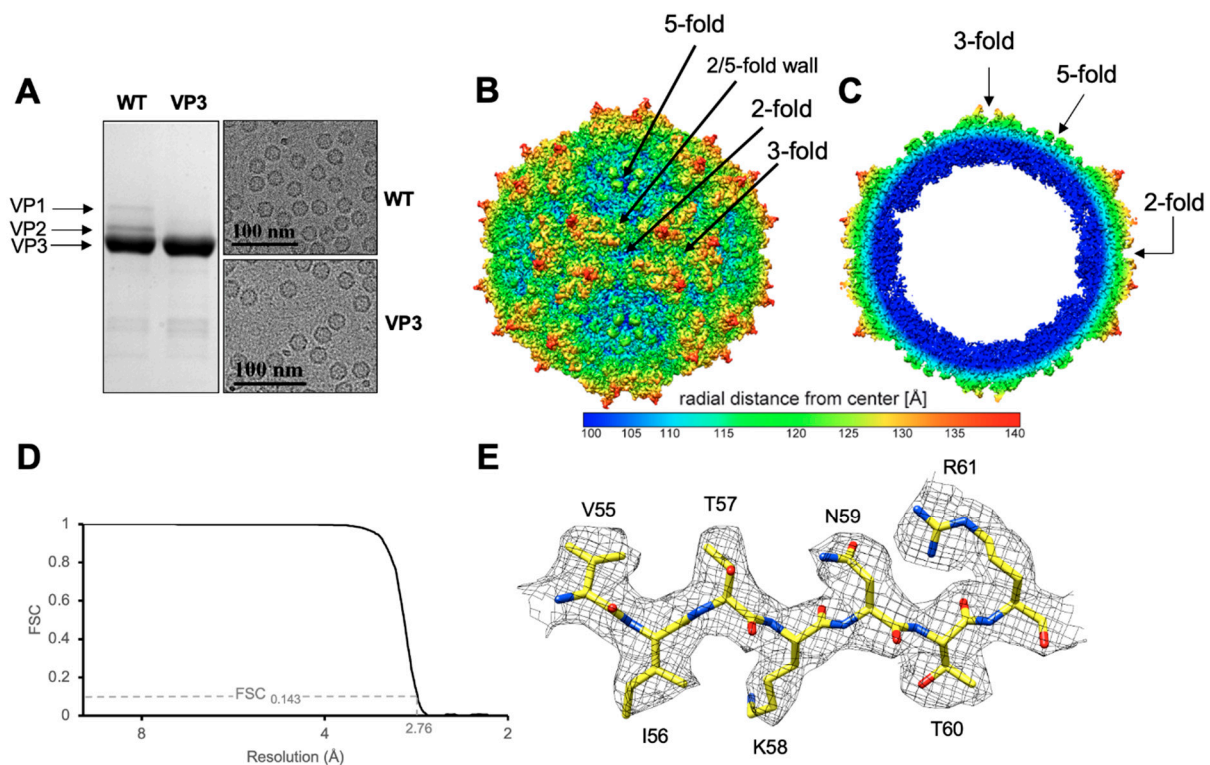 A
WT VP3
VP1
VP2
VP3
100 nm
WT
100 nm
VP3
B
5-fold
2/5-fold wall
2-fold
3-fold
C
3-fold
5-fold
2-fold
radial distance from center [Å]
100 105 110 115 120 125 130 135 140
D
FSC
1
0.8
0.6
0.4
0.2
0
FSC 0.143
2.76
8 4 2
Resolution (Å)
E
V55
T57
N59
R61
I56
K58
T60